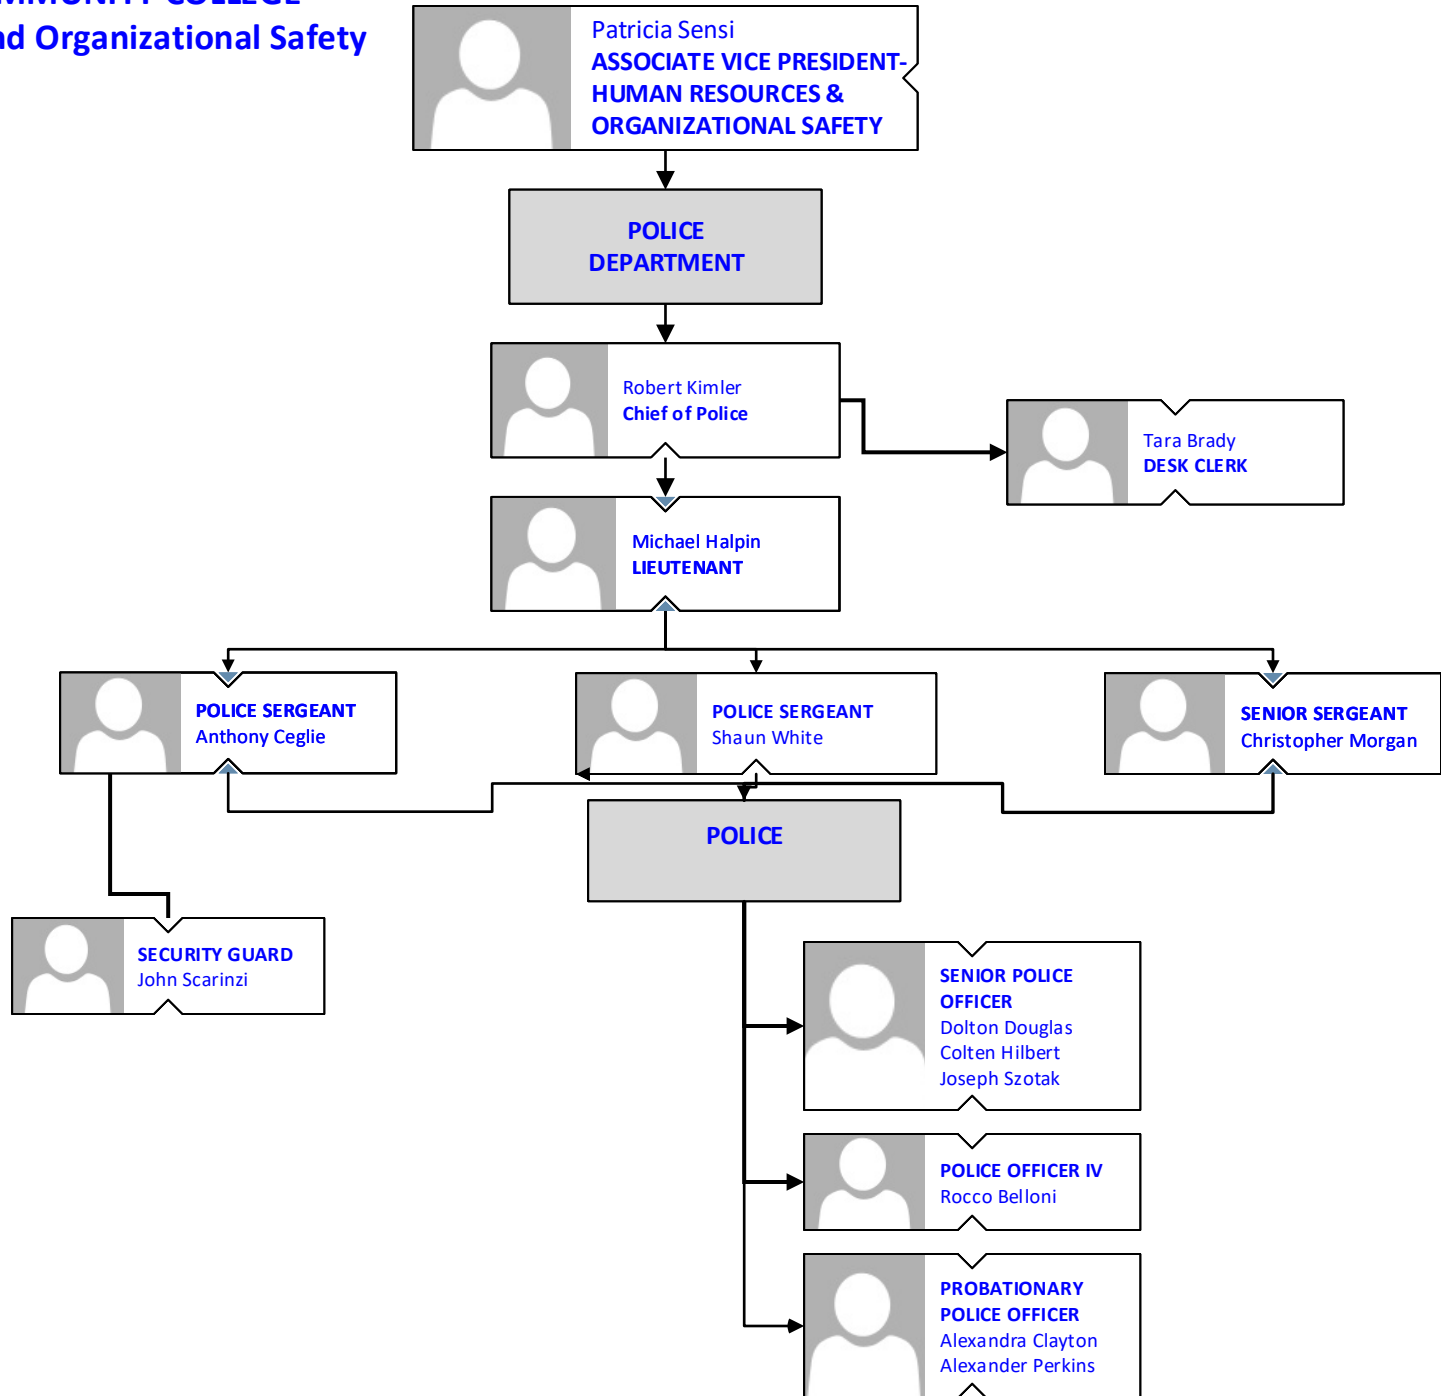 nd Organizational Safety
Patricia Sensi
ASSOCIATE VICE PRESIDENT-
HUMAN RESOURCES &
ORGANIZATIONAL SAFETY
POLICE
DEPARTMENT
Robert Kimler
Chief of Police
Tara Brady
DESK CLERK
Michael Halpin
LIEUTENANT
POLICE SERGEANT
Anthony Ceglie
POLICE SERGEANT
Shaun White
SENIOR SERGEANT
Christopher Morgan
POLICE
SECURITY GUARD
John Scarinzi
SENIOR POLICE
OFFICER
Dolton Douglas
Colten Hilbert
Joseph Szotak
POLICE OFFICER IV
Rocco Belloni
PROBATIONARY
POLICE OFFICER
Alexandra Clayton
Alexander Perkins